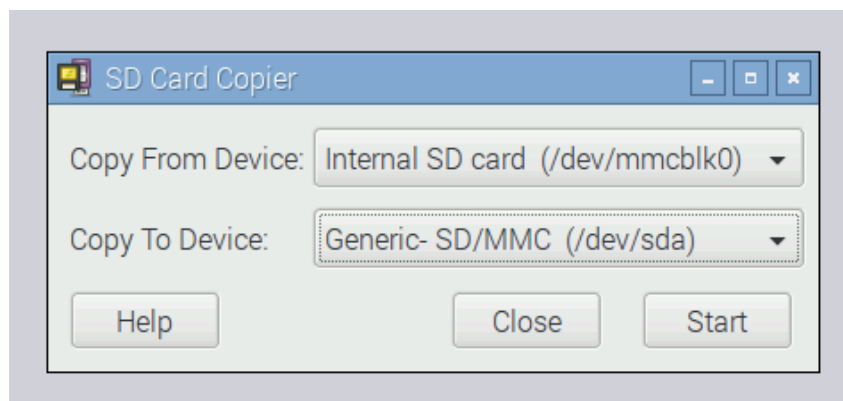 SD Card Copier
Copy From Device: Internal SD card (/dev/mmcblk0)
Copy To Device: Generic- SD/MMC (/dev/sda)
Help Close Start